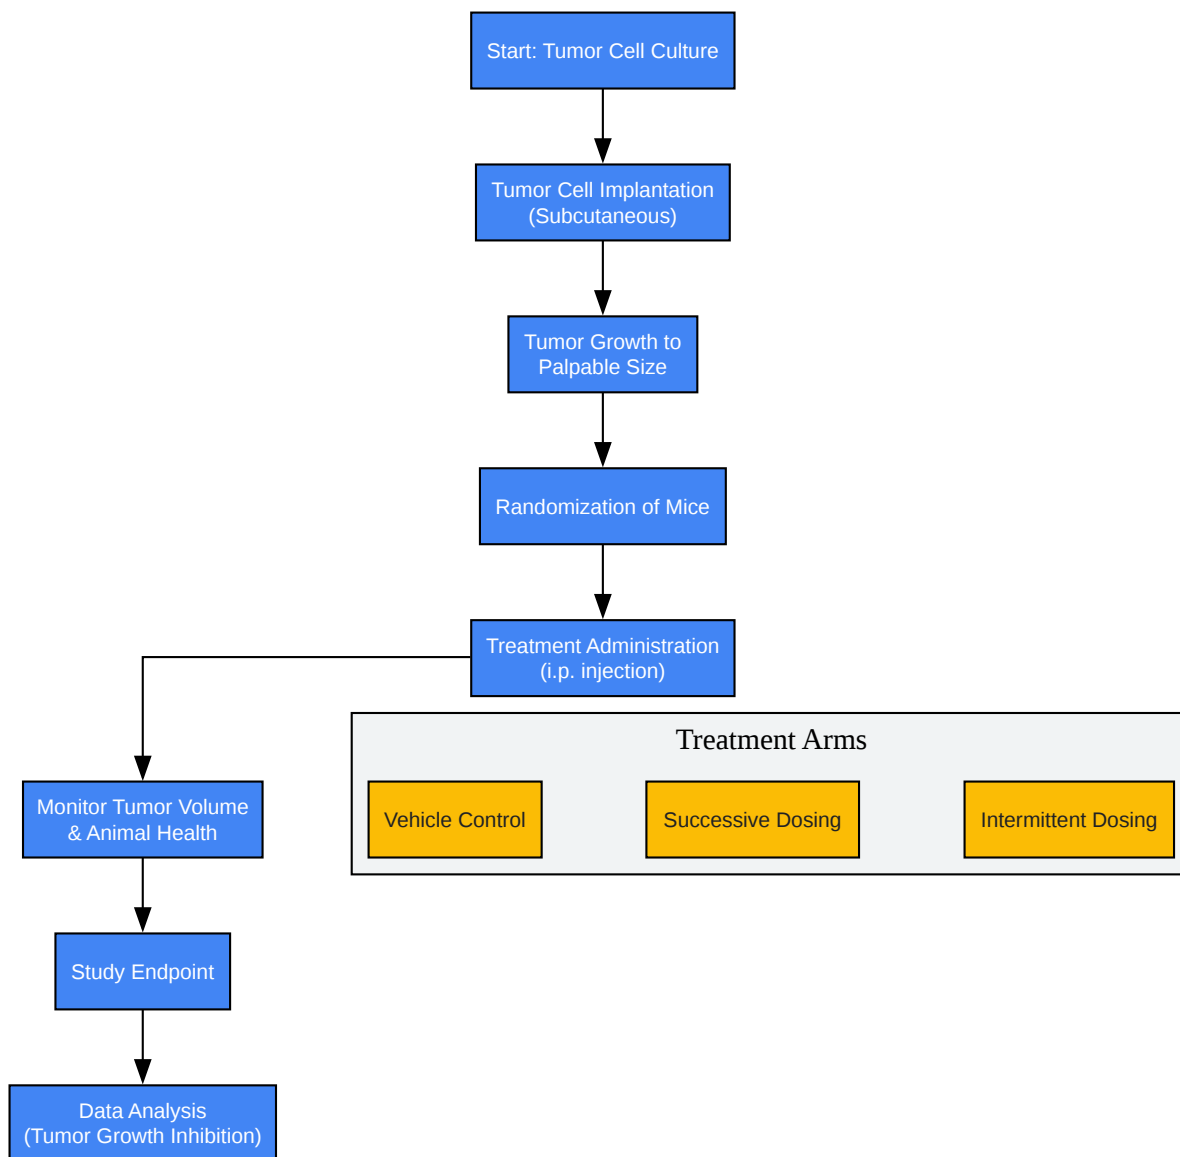 Start: Tumor Cell Culture
Tumor Cell Implantation
(Subcutaneous)
Tumor Growth to
Palpable Size
Randomization of Mice
Treatment Administration
(i.p. injection)
Treatment Arms
Monitor Tumor Volume
& Animal Health
Vehicle Control
Successive Dosing
Intermittent Dosing
Study Endpoint
Data Analysis
(Tumor Growth Inhibition)